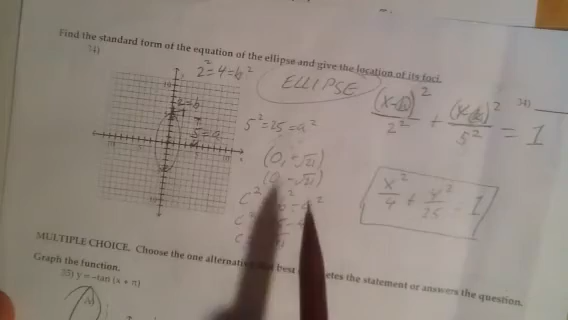 Find the standard form of the equation of the ellipse and give the location of its foci.
34)
2² = 4 = b²
ELLIPSE
2 = b
5 = a
5² = 25 = a²
(0, +√21)
(0, -√21)
(x-h)² / 2² + (y-k)² / 5² = 1
34)
x²/4 + y²/25 = 1
MULTIPLE CHOICE. Choose the one alternative that best completes the statement or answers the question.
Graph the function.
35) y = -tan (x + π)